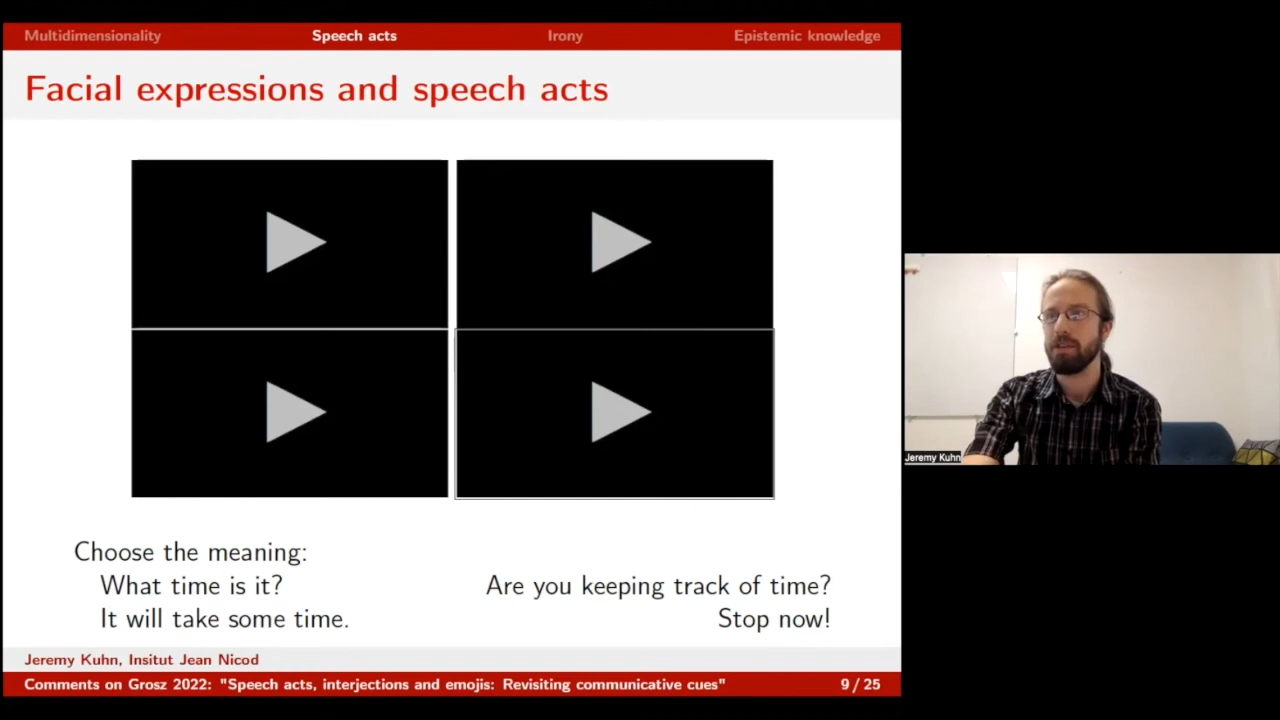 Multidimensionality Speech acts Irony Epistemic knowledge
Facial expressions and speech acts
Choose the meaning:
What time is it? Are you keeping track of time?
It will take some time. Stop now!
Jeremy Kuhn, Insitut Jean Nicod
Comments on Grosz 2022: "Speech acts, interjections and emojis: Revisiting communicative cues" 9 / 25
Jeremy Kuhn